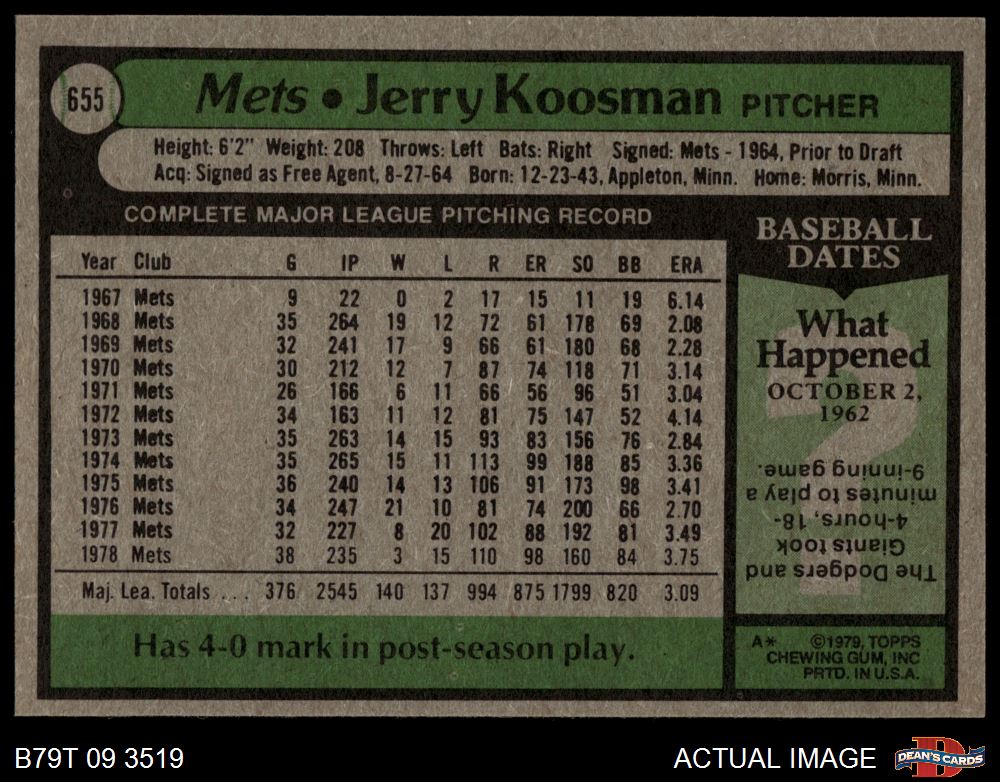 655
Mets • Jerry Koosman PITCHER
Height: 6'2" Weight: 208 Throws: Left Bats: Right Signed: Mets - 1964, Prior to Draft
Acq: Signed as Free Agent, 8-27-64 Born: 12-23-43, Appleton, Minn. Home: Morris, Minn.
COMPLETE MAJOR LEAGUE PITCHING RECORD
Year Club G IP W L R ER SO BB ERA
1967 Mets 9 22 0 2 17 15 11 19 6.14
1968 Mets 35 264 19 12 72 61 178 69 2.08
1969 Mets 32 241 17 9 66 61 180 68 2.28
1970 Mets 30 212 12 7 87 74 118 71 3.14
1971 Mets 26 166 6 11 66 56 96 51 3.04
1972 Mets 34 163 11 12 81 75 147 52 4.14
1973 Mets 35 263 14 15 93 83 156 76 2.84
1974 Mets 35 265 15 11 113 99 188 85 3.36
1975 Mets 36 240 14 13 106 91 173 98 3.41
1976 Mets 34 247 21 10 81 74 200 66 2.70
1977 Mets 32 227 8 20 102 88 192 81 3.49
1978 Mets 38 235 3 15 110 98 160 84 3.75
Maj. Lea. Totals . . . 376 2545 140 137 994 875 1799 820 3.09
Has 4-0 mark in post-season play.
BASEBALL
DATES
What
Happened
OCTOBER 2,
1962
?
The Dodgers and
Giants took
4-hours, 18-
minutes to play a
9-inning game.
A* ©1979, TOPPS
CHEWING GUM, INC
PRTD. IN U.S.A.
B79T 09 3519
ACTUAL IMAGE
D
DEAN'S CARDS